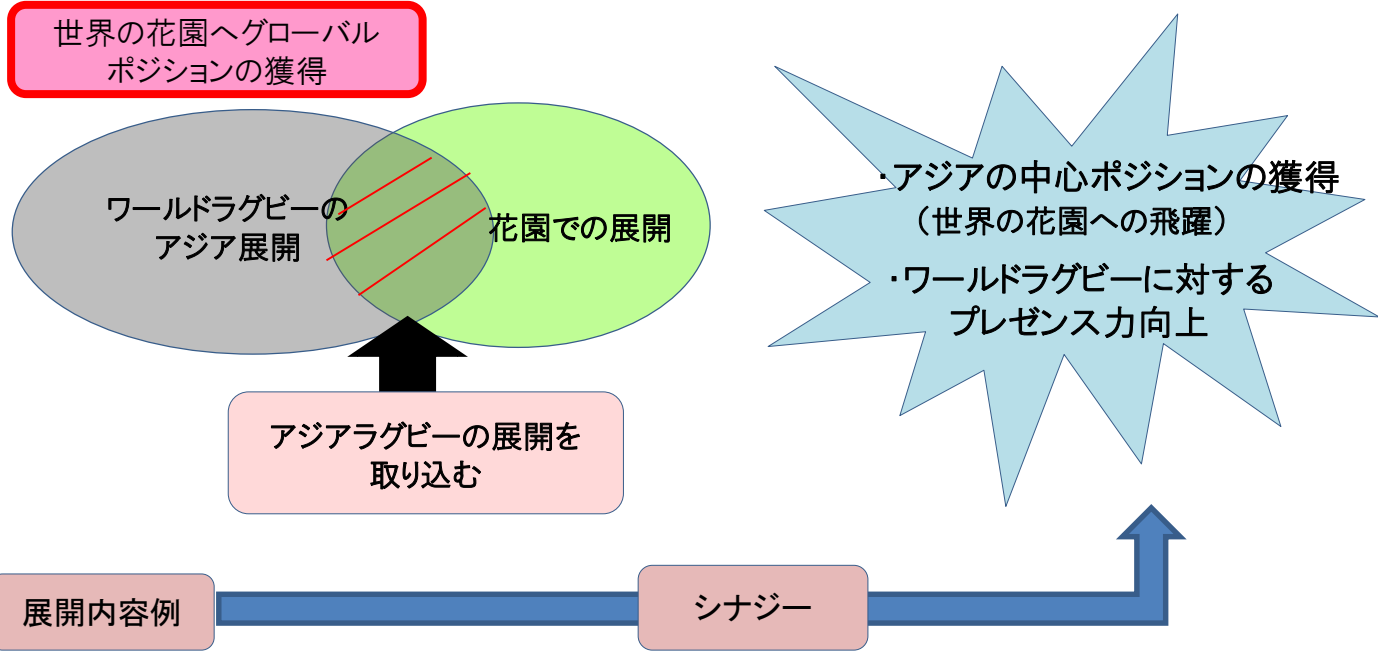 世界の花園へグローバル
ポジションの獲得
ワールドラグビーの
アジア展開
花園での展開
アジアラグビーの展開を
取り込む
・アジアの中心ポジションの獲得
（世界の花園への飛躍）
・ワールドラグビーに対する
プレゼンス力向上
展開内容例
シナジー